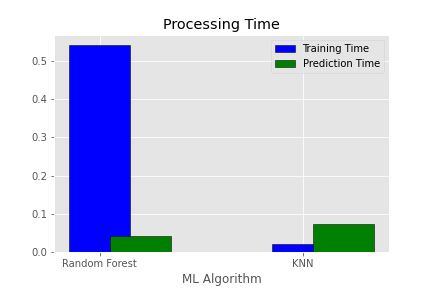 Processing Time
Training Time
Prediction Time
0.5
0.4
0.3
0.2
0.1
0.0
Random Forest
KNN
ML Algorithm